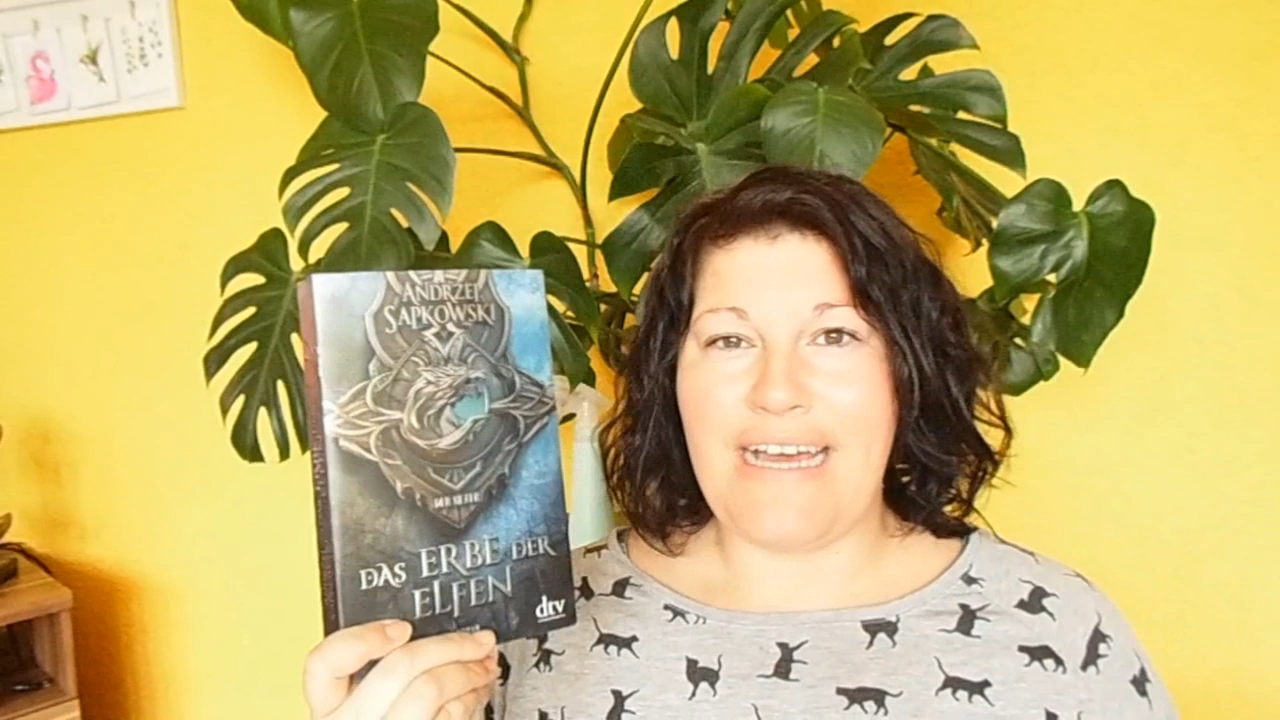 ANDRZEJ
SAPKOWSKI
DAS ERBE DER
ELFEN
dtv